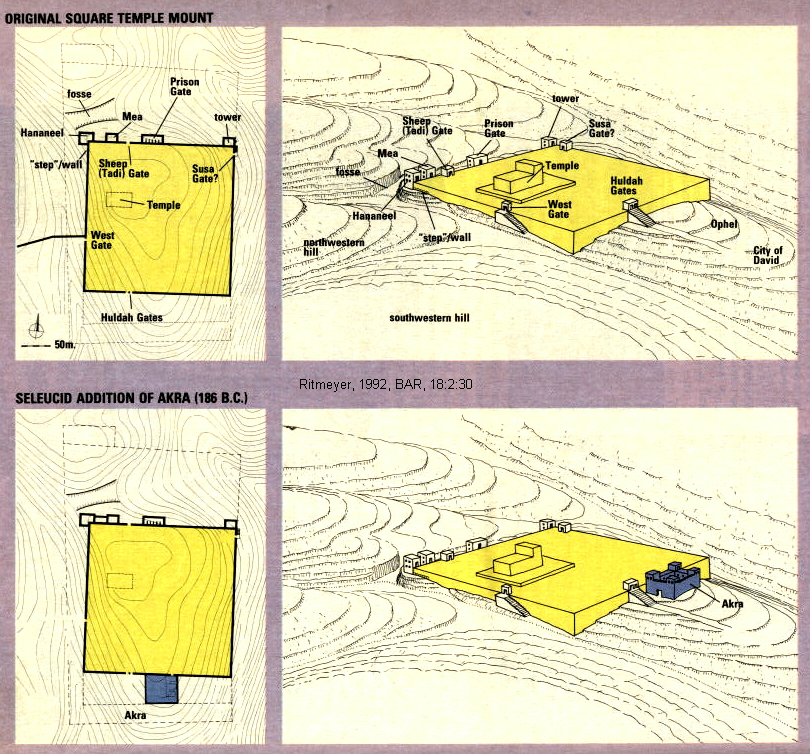 ORIGINAL SQUARE TEMPLE MOUNT
fosse
Mea
Prison
Gate
tower
Hananeel
"step"/wall
Sheep
(Tadi) Gate
Susa
Gate?
Temple
West
Gate
Huldah Gates
50m.
tower
Sheep
(Tadi) Gate
Prison
Gate
Susa
Gate?
Mea
fosse
Temple
Huldah
Gates
Hananeel
West
Gate
"step"/wall
northwestern
hill
Ophel
City of
David
southwestern hill
Ritmeyer, 1992, BAR, 18:2:30
SELEUCID ADDITION OF AKRA (186 B.C.)
Akra
Akra